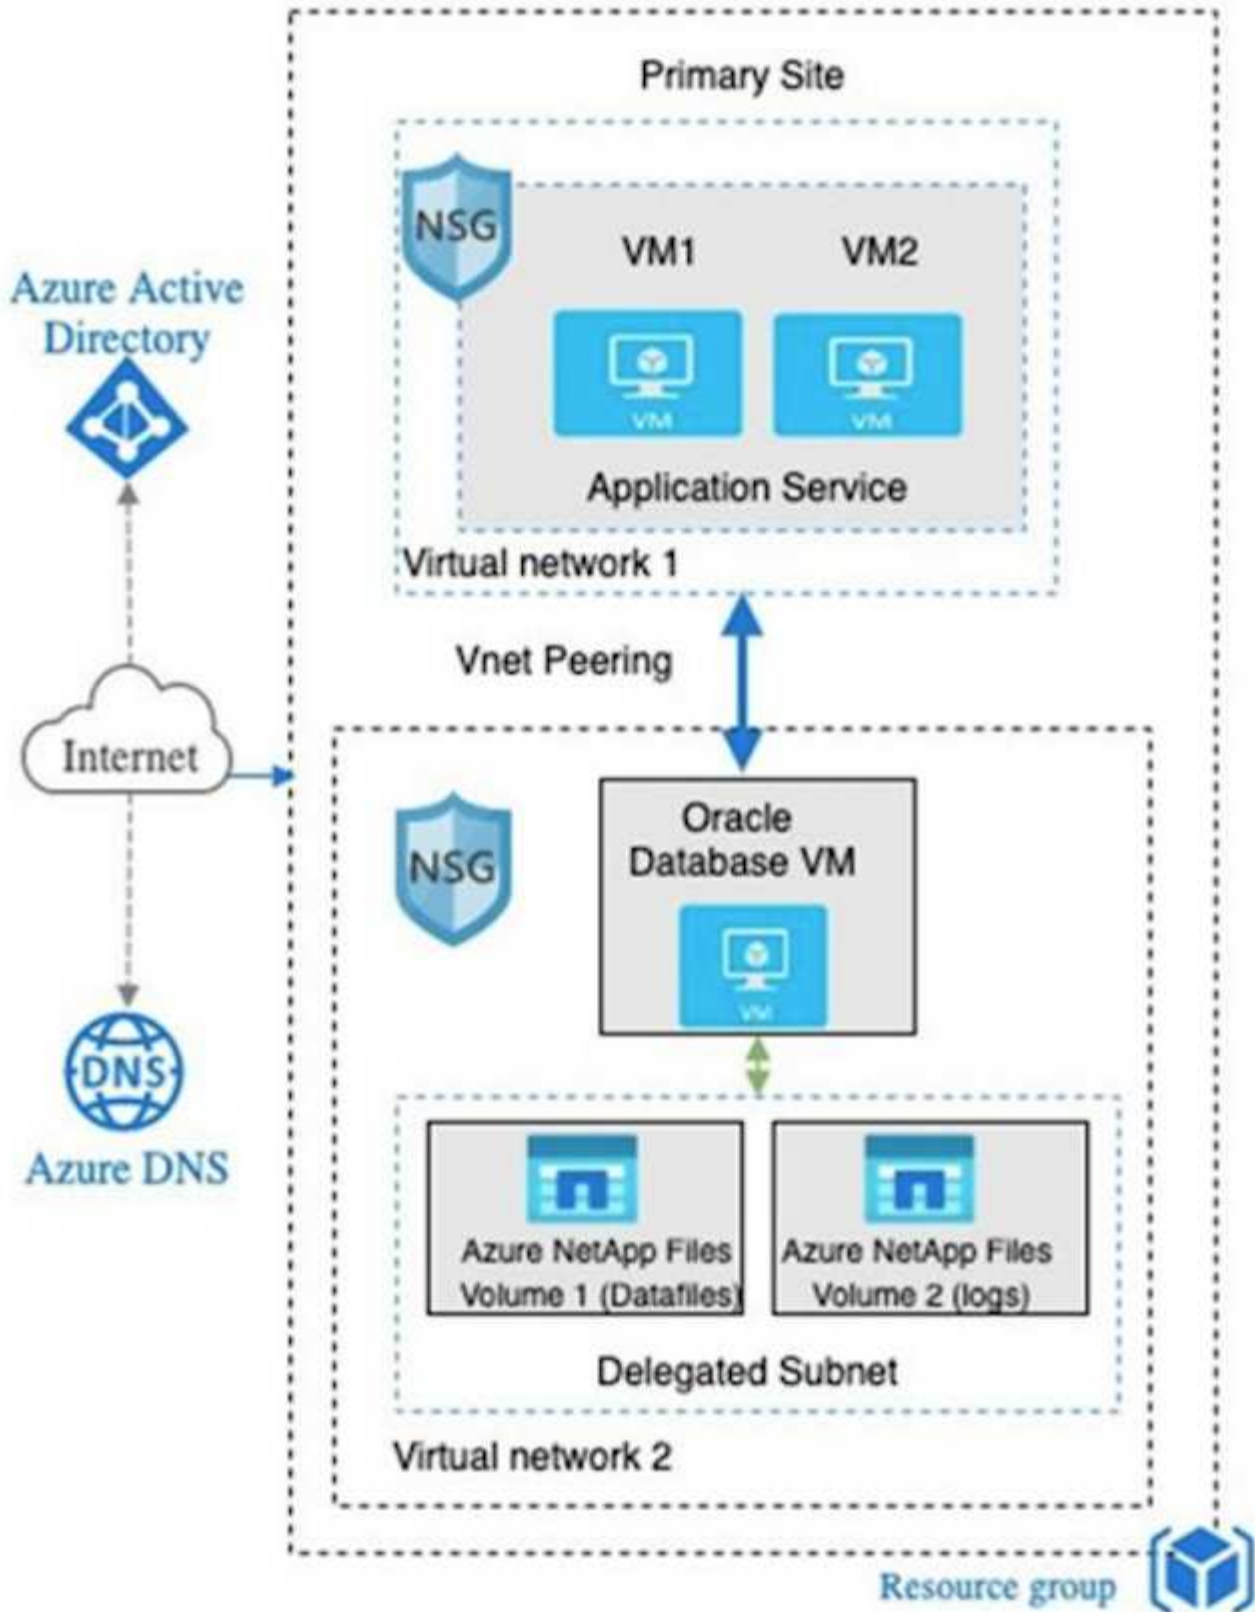 Primary Site
NSG
VM1
VM2
VM
VM
Application Service
Virtual network 1
Azure Active
Directory
Vnet Peering
Internet
NSG
Oracle
Database VM
VM
DNS
Azure DNS
Azure NetApp Files
Volume 1 (Datafiles)
Azure NetApp Files
Volume 2 (logs)
Delegated Subnet
Virtual network 2
Resource group